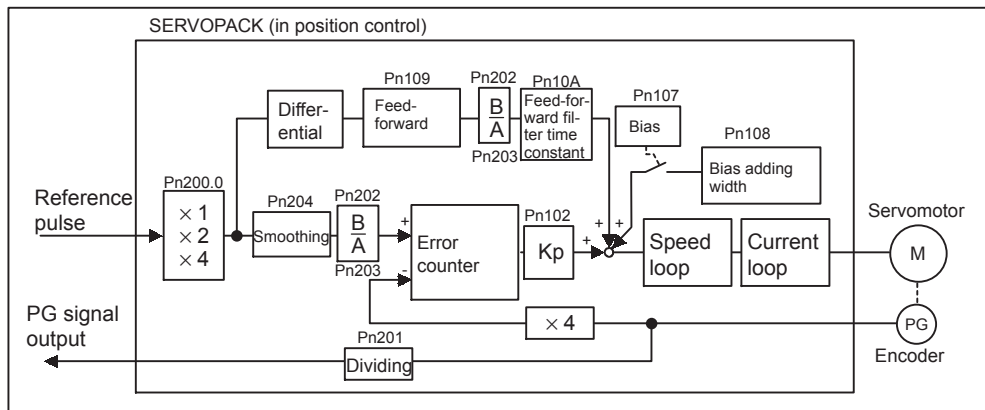 SERVOPACK (in position control)
Pn109
Pn202
Pn10A
Pn107
Pn108
Differ-
ential
Feed-
forward
B
A
Feed-for-
ward fil-
ter time
constant
Bias
Bias adding
width
Pn203
Pn200.0
Reference
pulse
× 1
× 2
× 4
Pn204
Smoothing
Pn202
B
A
Pn203
+
-
Error
counter
Pn102
Kp
+
+
+
Speed
loop
Current
loop
Servomotor
M
× 4
PG
Encoder
PG signal
output
Pn201
Dividing